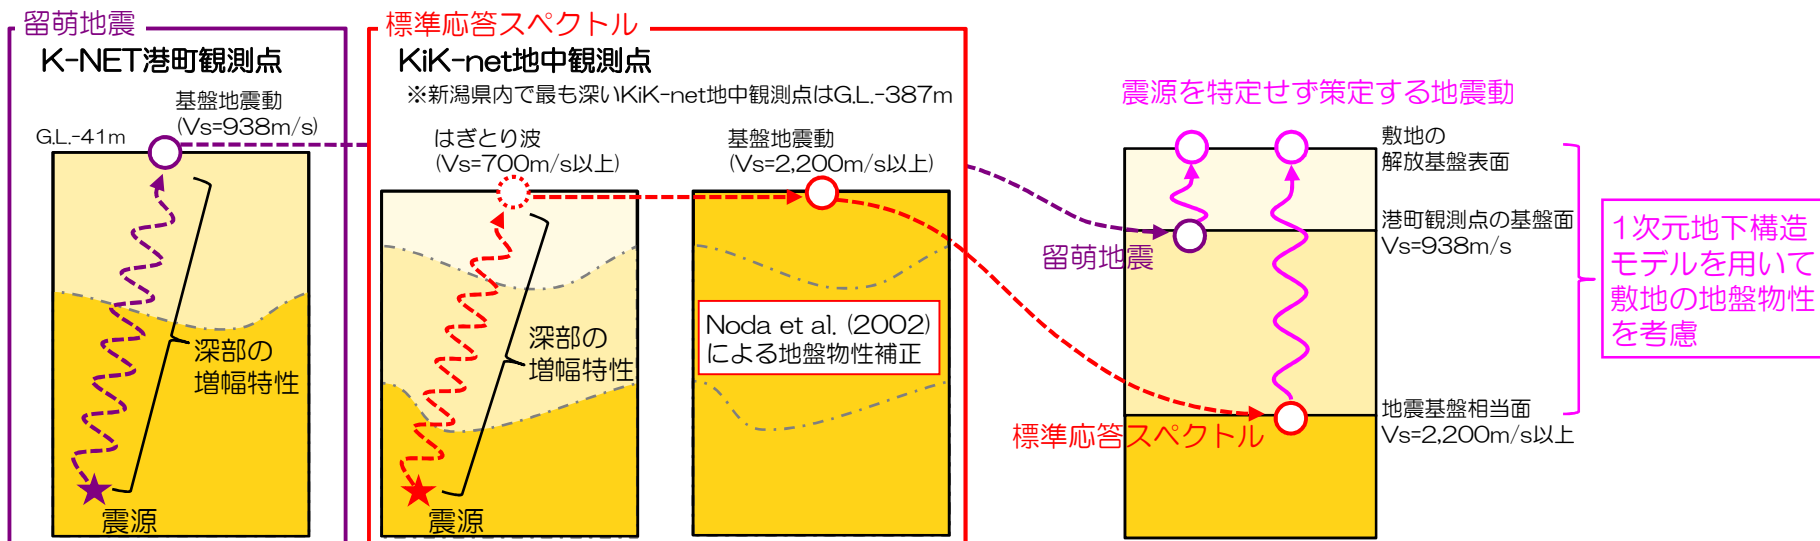 留萌地震
K-NET港町観測点
基盤地震動
(Vs=938m/s)
G.L.-41m
深部の
増幅特性
震源
標準応答スペクトル
KiK-net地中観測点
※新潟県内で最も深いKiK-net地中観測点はG.L.-387m
はぎとり波
(Vs=700m/s以上)
基盤地震動
(Vs=2,200m/s以上)
深部の
増幅特性
震源
Noda et al. (2002)
による地盤物性補正
震源を特定せず策定する地震動
敷地の
解放基盤表面
港町観測点の基盤面
Vs=938m/s
留萌地震
地震基盤相当面
Vs=2,200m/s以上
標準応答スペクトル
1次元地下構造
モデルを用いて
敷地の地盤物性
を考慮